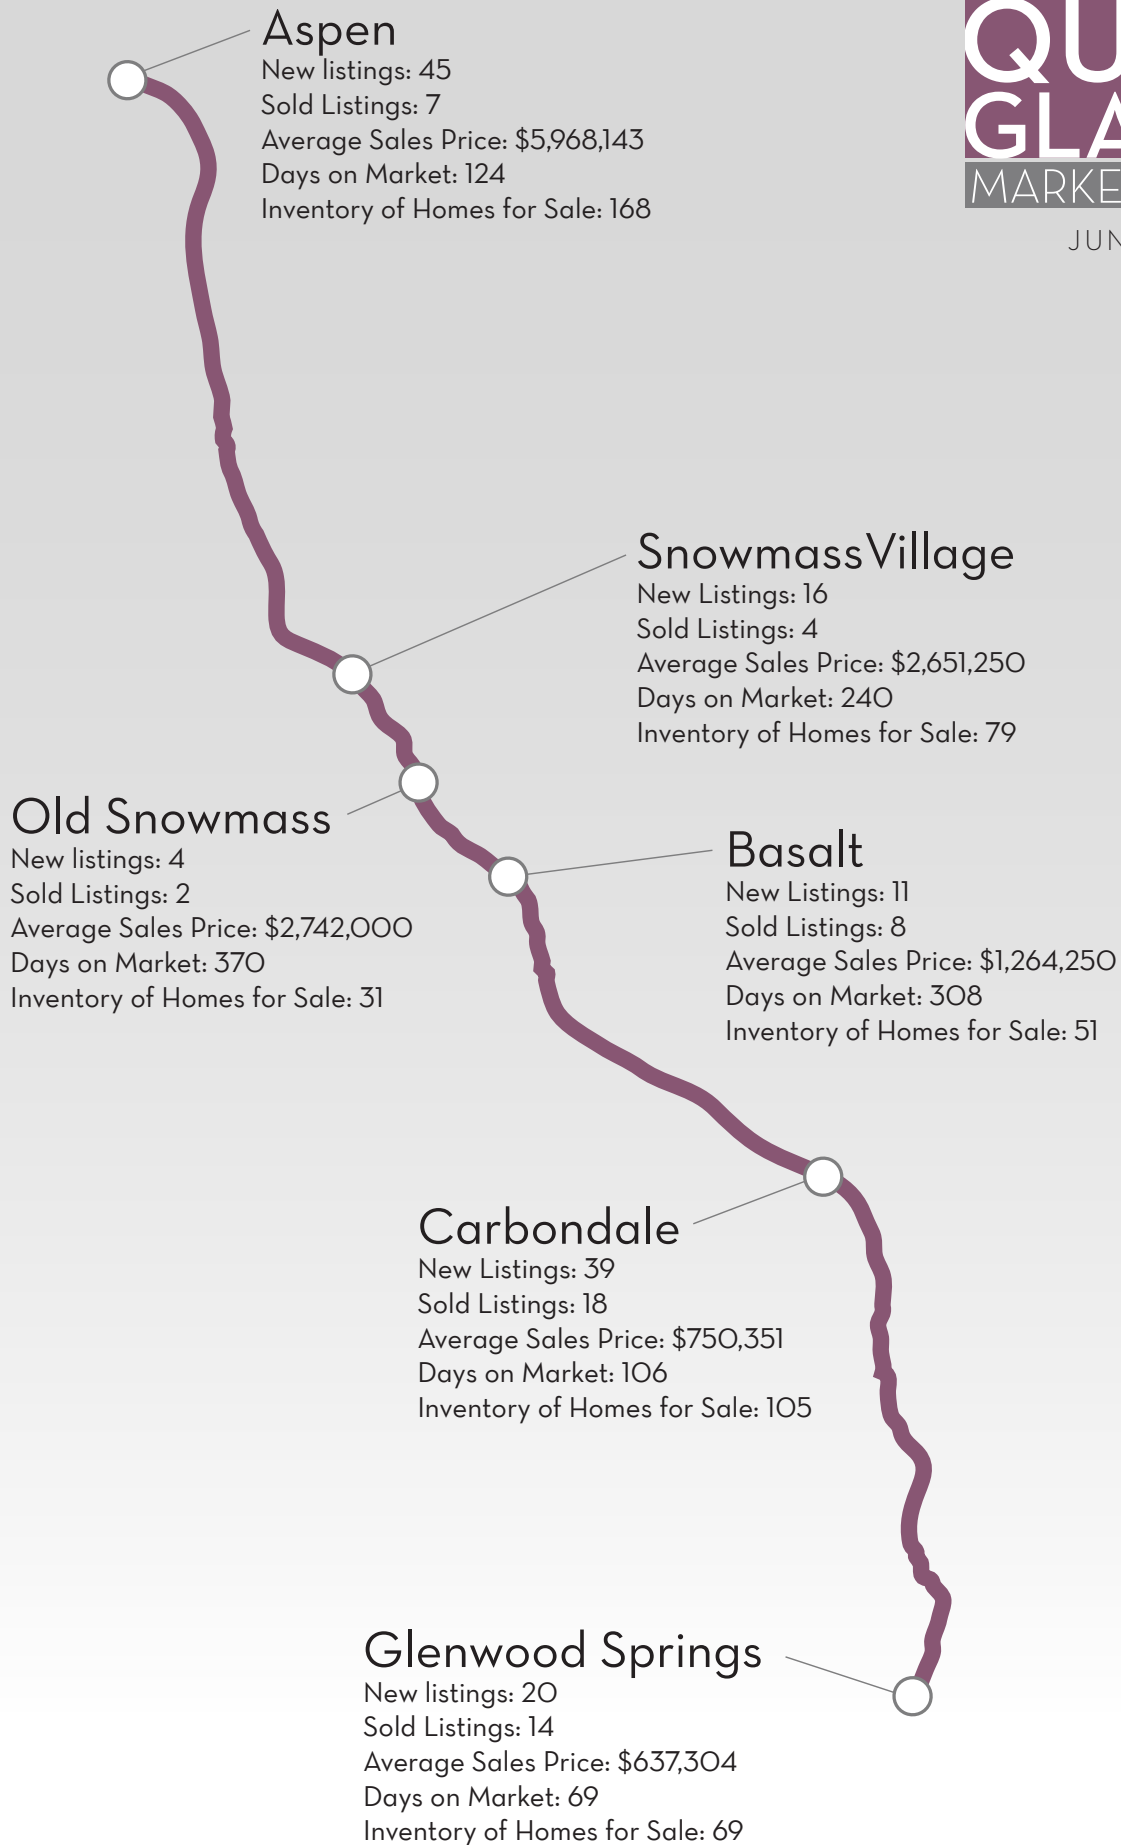 Aspen
New listings: 45
Sold Listings: 7
Average Sales Price: $5,968,143
Days on Market: 124
Inventory of Homes for Sale: 168
Snowmass Village
New Listings: 16
Sold Listings: 4
Average Sales Price: $2,651,250
Days on Market: 240
Inventory of Homes for Sale: 79
Old Snowmass
New listings: 4
Sold Listings: 2
Average Sales Price: $2,742,000
Days on Market: 370
Inventory of Homes for Sale: 31
Basalt
New Listings: 11
Sold Listings: 8
Average Sales Price: $1,264,250
Days on Market: 308
Inventory of Homes for Sale: 51
Carbondale
New Listings: 39
Sold Listings: 18
Average Sales Price: $750,351
Days on Market: 106
Inventory of Homes for Sale: 105
Glenwood Springs
New listings: 20
Sold Listings: 14
Average Sales Price: $637,304
Days on Market: 69
Inventory of Homes for Sale: 69